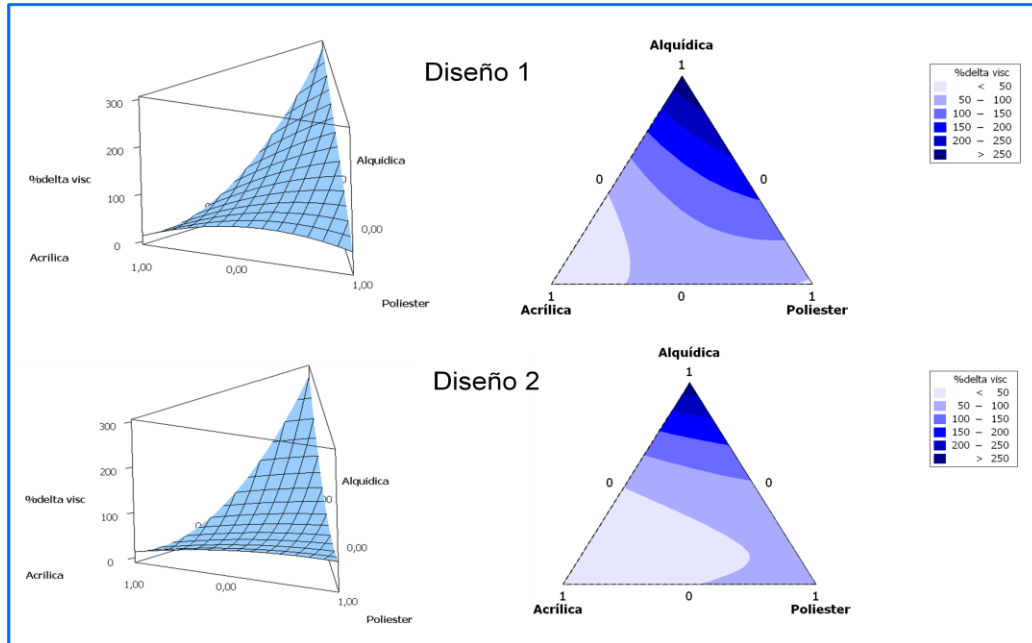 Diseño 1
300
200
%delta visc
100
0
Acrílica
1,00
0,00
1,00
Poliester
Alquídica
0
0,00
0
Alquídica
1
0
0
1
0
1
Acrílica
Poliester
%delta visc
< 50
50 – 100
100 – 150
150 – 200
200 – 250
> 250
Diseño 2
300
200
%delta visc
100
0
Acrílica
1,00
0,00
1,00
Poliester
Alquídica
0,00
Alquídica
1
0
0
1
0
1
Acrílica
Poliester
%delta visc
< 50
50 – 100
100 – 150
150 – 200
200 – 250
> 250